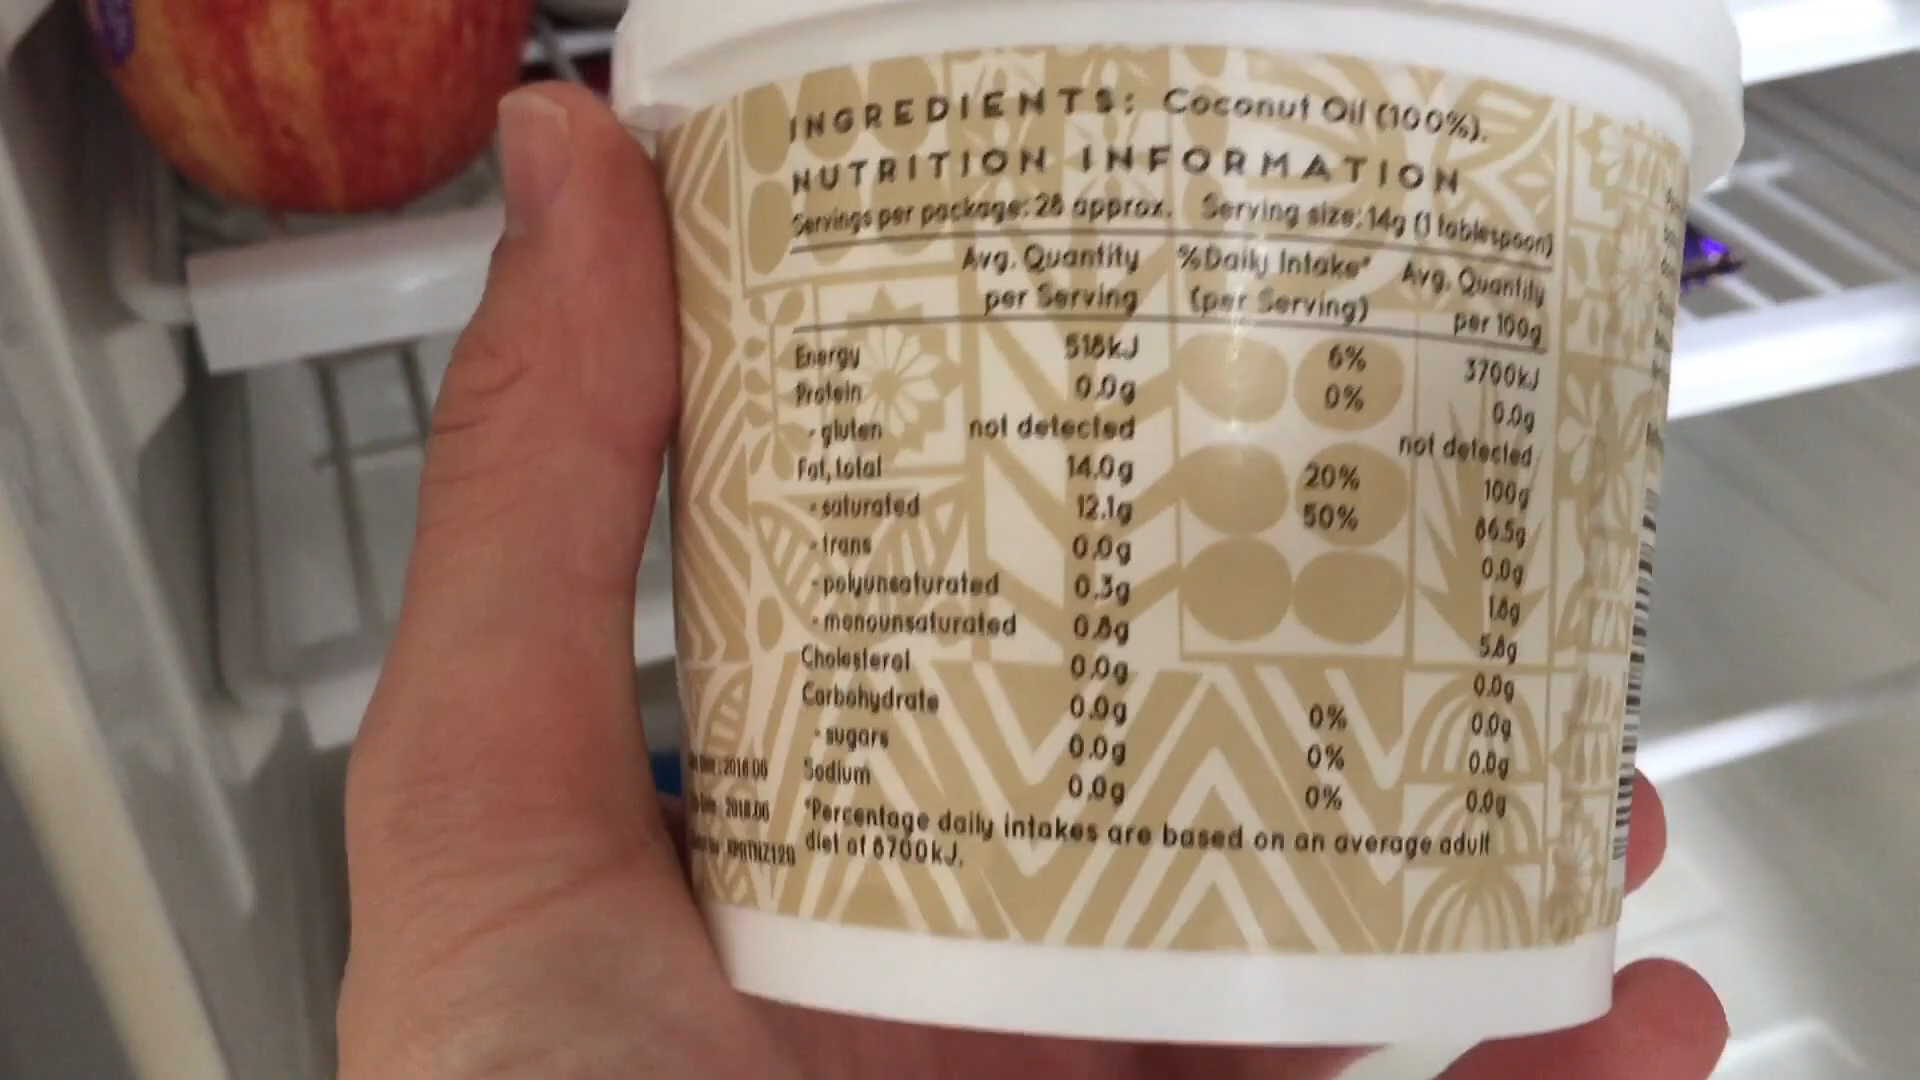 INGREDIENTS: Coconut Oil (100%).
NUTRITION INFORMATION
Servings per package: 28 approx. Serving size: 14g (1 tablespoon)
Avg. Quantity %Daily Intake* Avg. Quantity
per Serving (per Serving) per 100g
Energy 518kJ 6% 3700kJ
Protein 0.0g 0% 0.0g
- gluten not detected not detected
Fat, total 14.0g 20% 100g
- saturated 12.1g 50% 86.5g
- trans 0.0g 0.0g
- polyunsaturated 0.3g 1.8g
- monounsaturated 0.8g 5.8g
Cholesterol 0.0g 0.0g
Carbohydrate 0.0g 0% 0.0g
- sugars 0.0g 0% 0.0g
Sodium 0.0g 0% 0.0g
*Percentage daily intakes are based on an average adult
diet of 8700kJ.
2016.06
2018.06